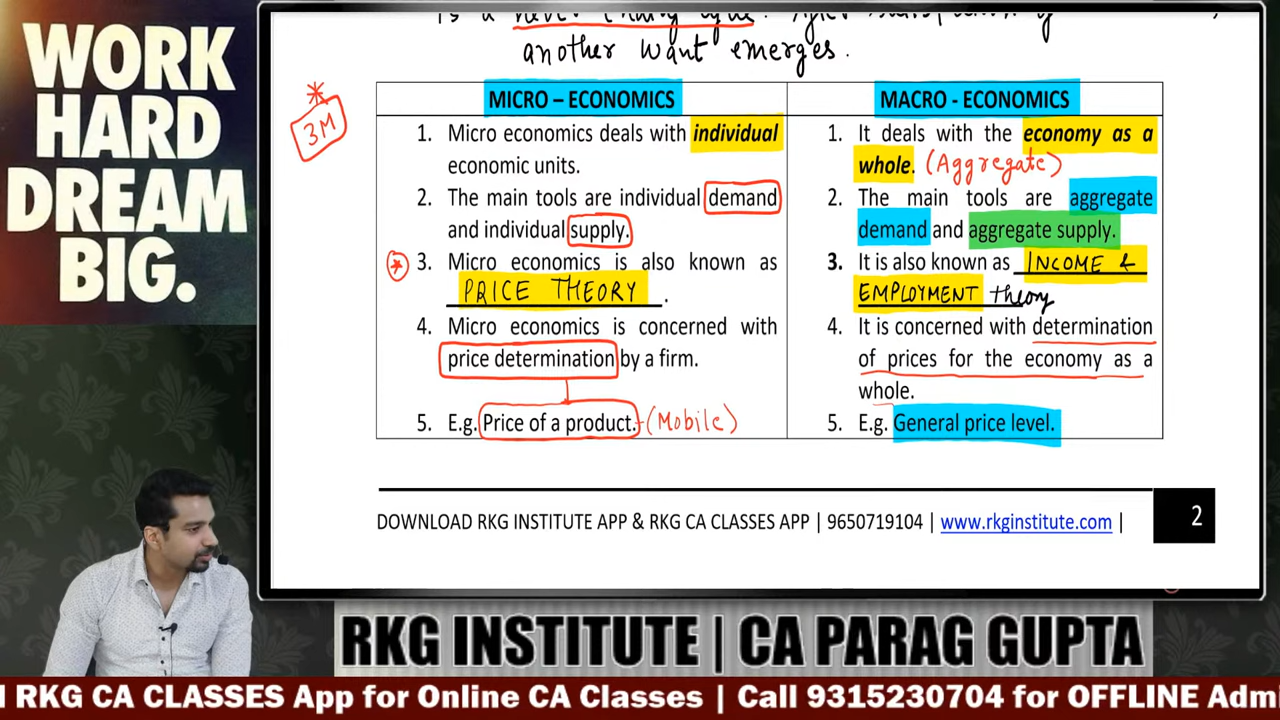 WORK
HARD
DREAM
BIG.
is a never
another want emerges.
3M
MICRO – ECONOMICS
1. Micro economics deals with individual
economic units.
2. The main tools are individual demand
and individual supply.
3. Micro economics is also known as
PRICE THEORY.
4. Micro economics is concerned with
price determination by a firm.
5. E.g. Price of a product. (Mobile)
MACRO - ECONOMICS
1. It deals with the economy as a
whole. (Aggregate)
2. The main tools are aggregate
demand and aggregate supply.
3. It is also known as INCOME &
EMPLOYMENT theory
4. It is concerned with determination
of prices for the economy as a
whole.
5. E.g. General price level.
DOWNLOAD RKG INSTITUTE APP & RKG CA CLASSES APP | 9650719104 | www.rkginstitute.com |
2
RKG INSTITUTE | CA PARAG GUPTA
RKG CA CLASSES App for Online CA Classes | Call 9315230704 for OFFLINE Adm